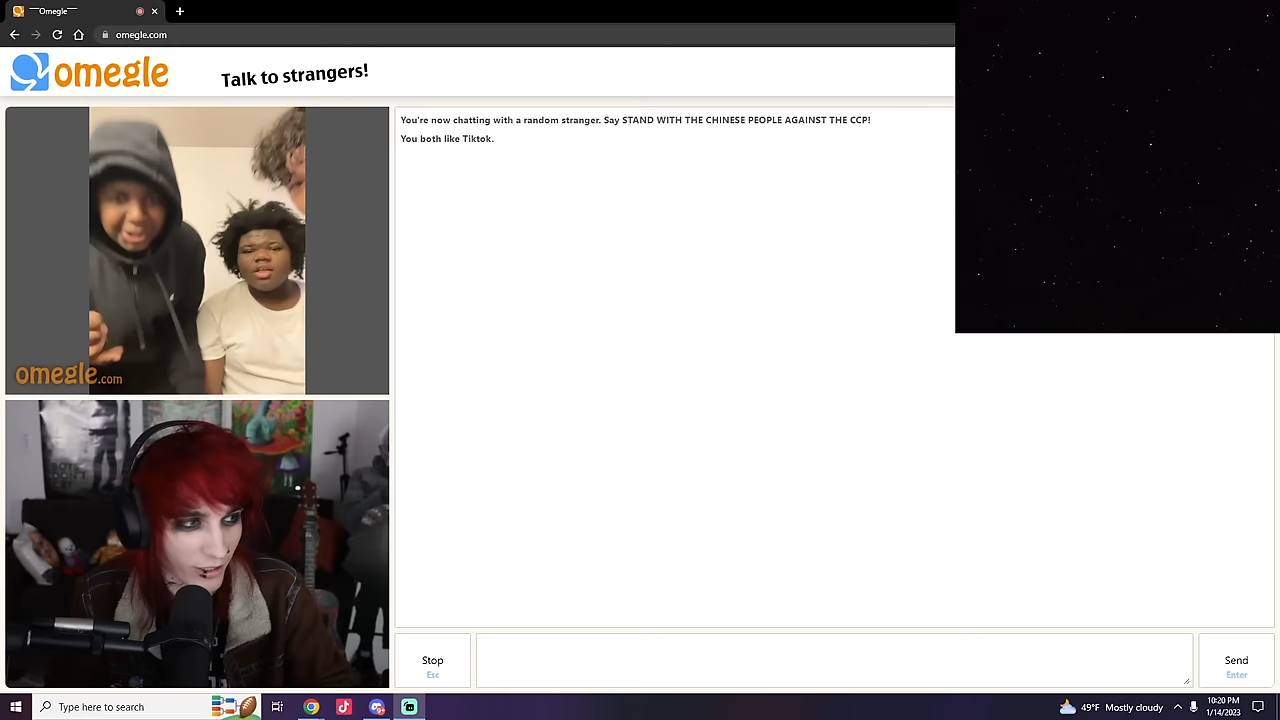 Omegle
omegle.com
omegle
Talk to strangers!
You're now chatting with a random stranger. Say STAND WITH THE CHINESE PEOPLE AGAINST THE CCP!
You both like Tiktok.
omegle.com
Stop
Esc
Send
Enter
Type here to search
49°F Mostly cloudy
10:20 PM
1/14/2023